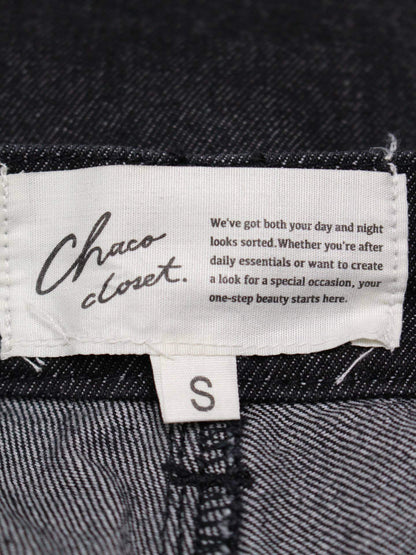 Chaco
closet.
We've got both your day and night
looks sorted. Whether you're after
daily essentials or want to create
a look for a special occasion, your
one-step beauty starts here.
S